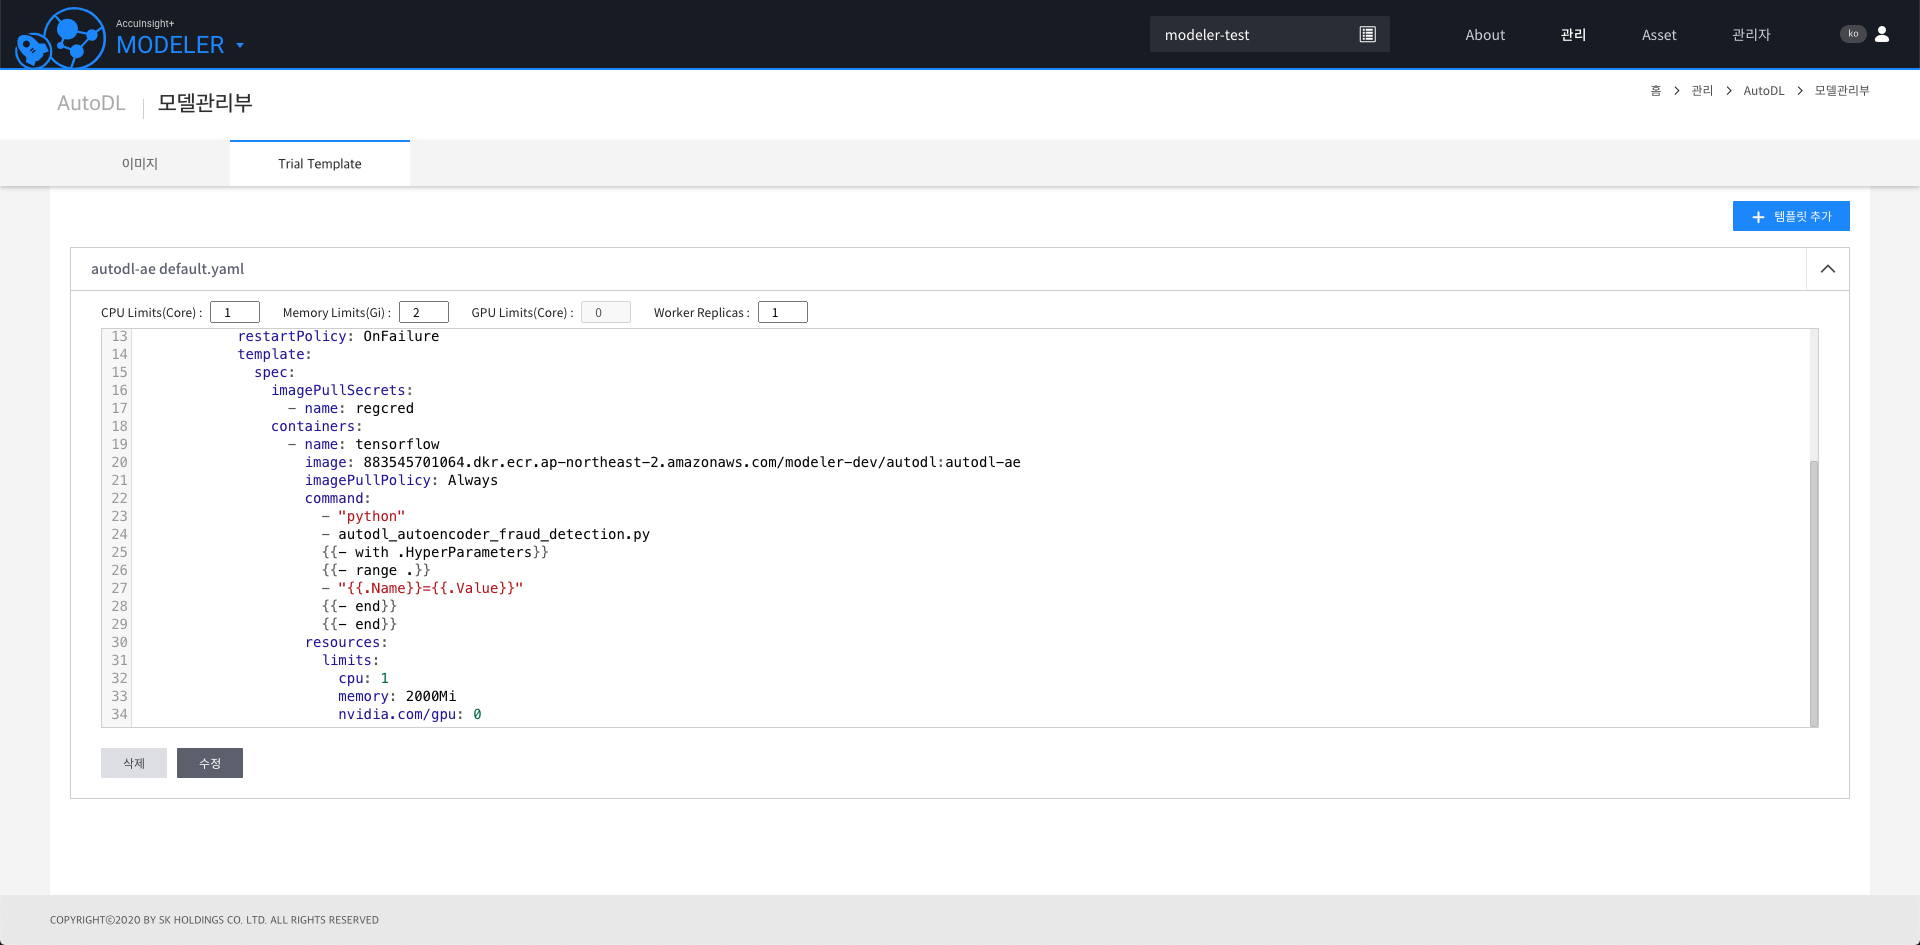 AccuInsight+
MODELER
modeler-test
About
관리
Asset
관리자
ko
AutoDL
모델관리부
홈 > 관리 > AutoDL > 모델관리부
이미지
Trial Template
+ 템플릿 추가
autodl-ae default.yaml
CPU Limits(Core) : 1 Memory Limits(Gi) : 2 GPU Limits(Core) : 0 Worker Replicas : 1
13 restartPolicy: OnFailure
14 template:
15 spec:
16 imagePullSecrets:
17 - name: regcred
18 containers:
19 - name: tensorflow
20 image: 883545701064.dkr.ecr.ap-northeast-2.amazonaws.com/modeler-dev/autodl:autodl-ae
21 imagePullPolicy: Always
22 command:
23 - "python"
24 - autodl_autoencoder_fraud_detection.py
25 {{- with .HyperParameters}}
26 {{- range .}}
27 - "{{.Name}}={{.Value}}"
28 {{- end}}
29 {{- end}}
30 resources:
31 limits:
32 cpu: 1
33 memory: 2000Mi
34 nvidia.com/gpu: 0
삭제
수정
COPYRIGHT©2020 BY SK HOLDINGS CO. LTD. ALL RIGHTS RESERVED